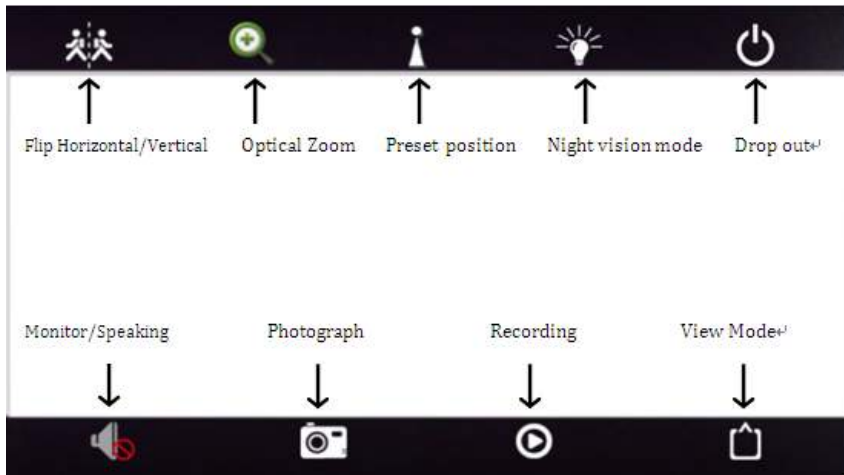 Flip Horizontal/Vertical Optical Zoom Preset position Night vision mode Drop out↵
Monitor/Speaking Photograph Recording View Mode↵